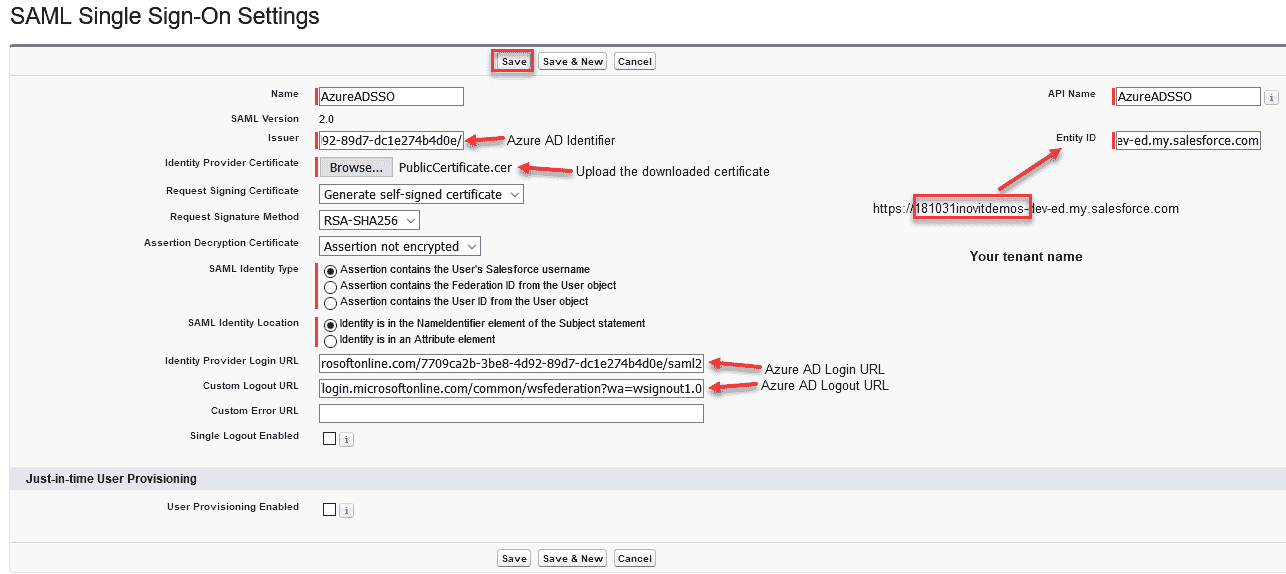 SAML Single Sign-On Settings
Save Save & New Cancel
Name AzureADSSO API Name AzureADSSO i
SAML Version 2.0
Issuer 92-89d7-dc1e274b4d0e/ Azure AD Identifier Entity ID ev-ed.my.salesforce.com
Identity Provider Certificate Browse... PublicCertificate.cer Upload the downloaded certificate
Request Signing Certificate Generate self-signed certificate
Request Signature Method RSA-SHA256 https://181031inovitdemos-dev-ed.my.salesforce.com
Assertion Decryption Certificate Assertion not encrypted
Your tenant name
SAML Identity Type Assertion contains the User's Salesforce username
Assertion contains the Federation ID from the User object
Assertion contains the User ID from the User object
SAML Identity Location Identity is in the NameIdentifier element of the Subject statement
Identity is in an Attribute element
Identity Provider Login URL rosoftonline.com/7709ca2b-3be8-4d92-89d7-dc1e274b4d0e/saml2 Azure AD Login URL
Custom Logout URL login.microsoftonline.com/common/wsfederation?wa=wsignout1.0 Azure AD Logout URL
Custom Error URL
Single Logout Enabled i
Just-in-time User Provisioning
User Provisioning Enabled i
Save Save & New Cancel